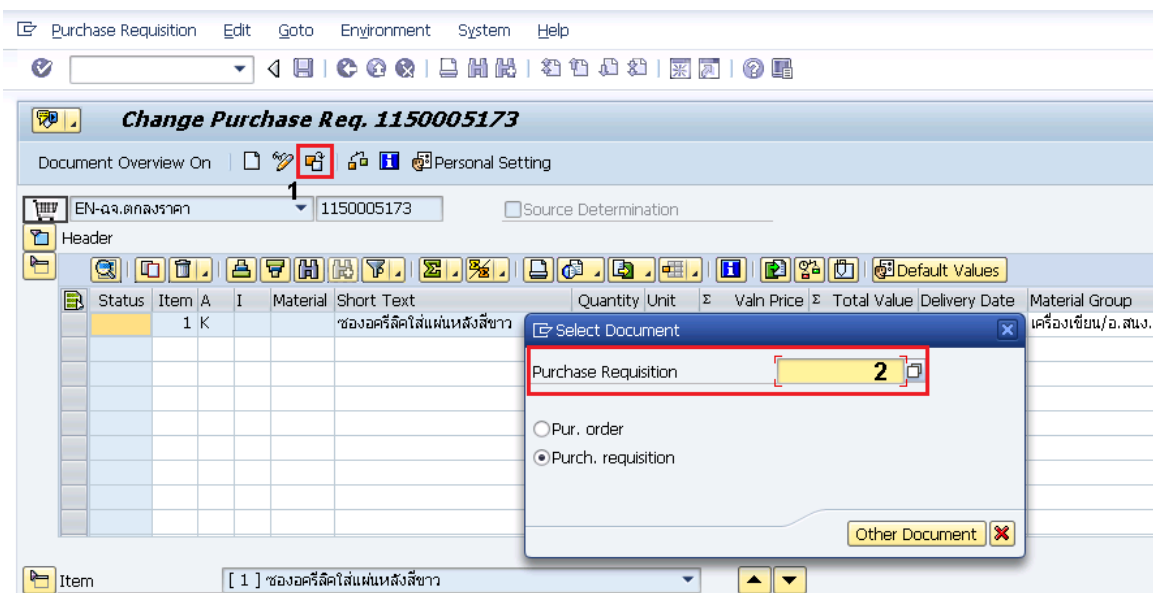 Purchase Requisition Edit Goto Environment System Help
Change Purchase Req. 1150005173
Document Overview On Personal Setting
1
EN-ฉจ.ตกลงราคา 1150005173 Source Determination
Header
Default Values
Status Item A I Material Short Text Quantity Unit Σ Valn Price Σ Total Value Delivery Date Material Group
1 K ซองอครีลิคใส่แผ่นหลังสีขาว เครื่องเขียน/อ.สนง.
Select Document
Purchase Requisition 2
Pur. order
Purch. requisition
Other Document
Item [ 1 ] ซองอครีลิคใส่แผ่นหลังสีขาว